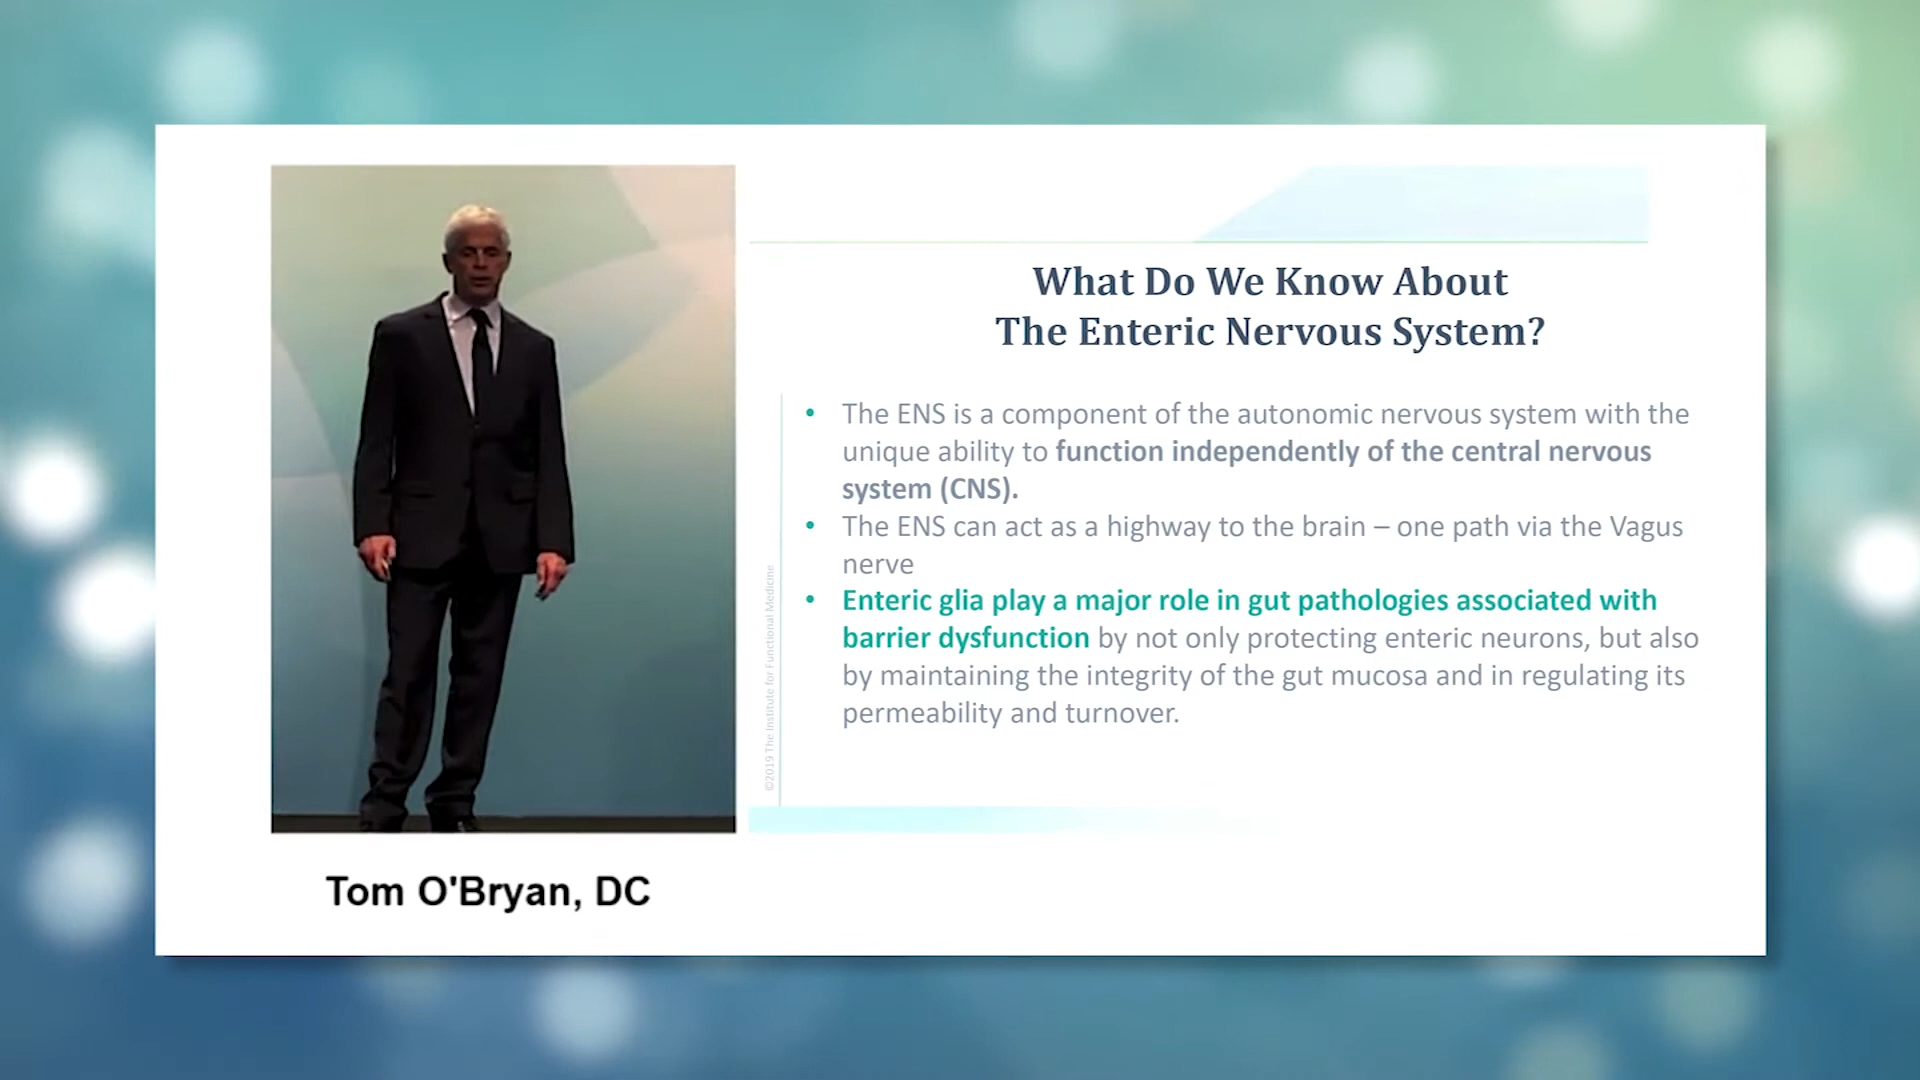 What Do We Know About
The Enteric Nervous System?
• The ENS is a component of the autonomic nervous system with the
unique ability to function independently of the central nervous
system (CNS).
• The ENS can act as a highway to the brain – one path via the Vagus
nerve
• Enteric glia play a major role in gut pathologies associated with
barrier dysfunction by not only protecting enteric neurons, but also
by maintaining the integrity of the gut mucosa and in regulating its
permeability and turnover.
©2019 The Institute for Functional Medicine
Tom O'Bryan, DC